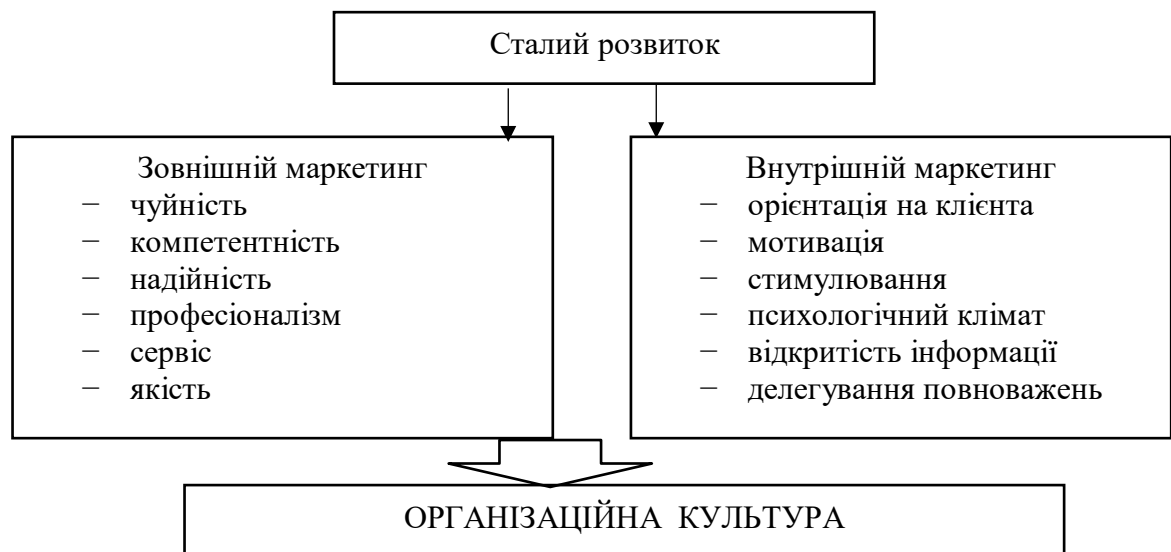 Сталий розвиток
Зовнішній маркетинг
− чуйність
− компетентність
− надійність
− професіоналізм
− сервіс
− якість
Внутрішній маркетинг
− орієнтація на клієнта
− мотивація
− стимулювання
− психологічний клімат
− відкритість інформації
− делегування повноважень
ОРГАНІЗАЦІЙНА КУЛЬТУРА